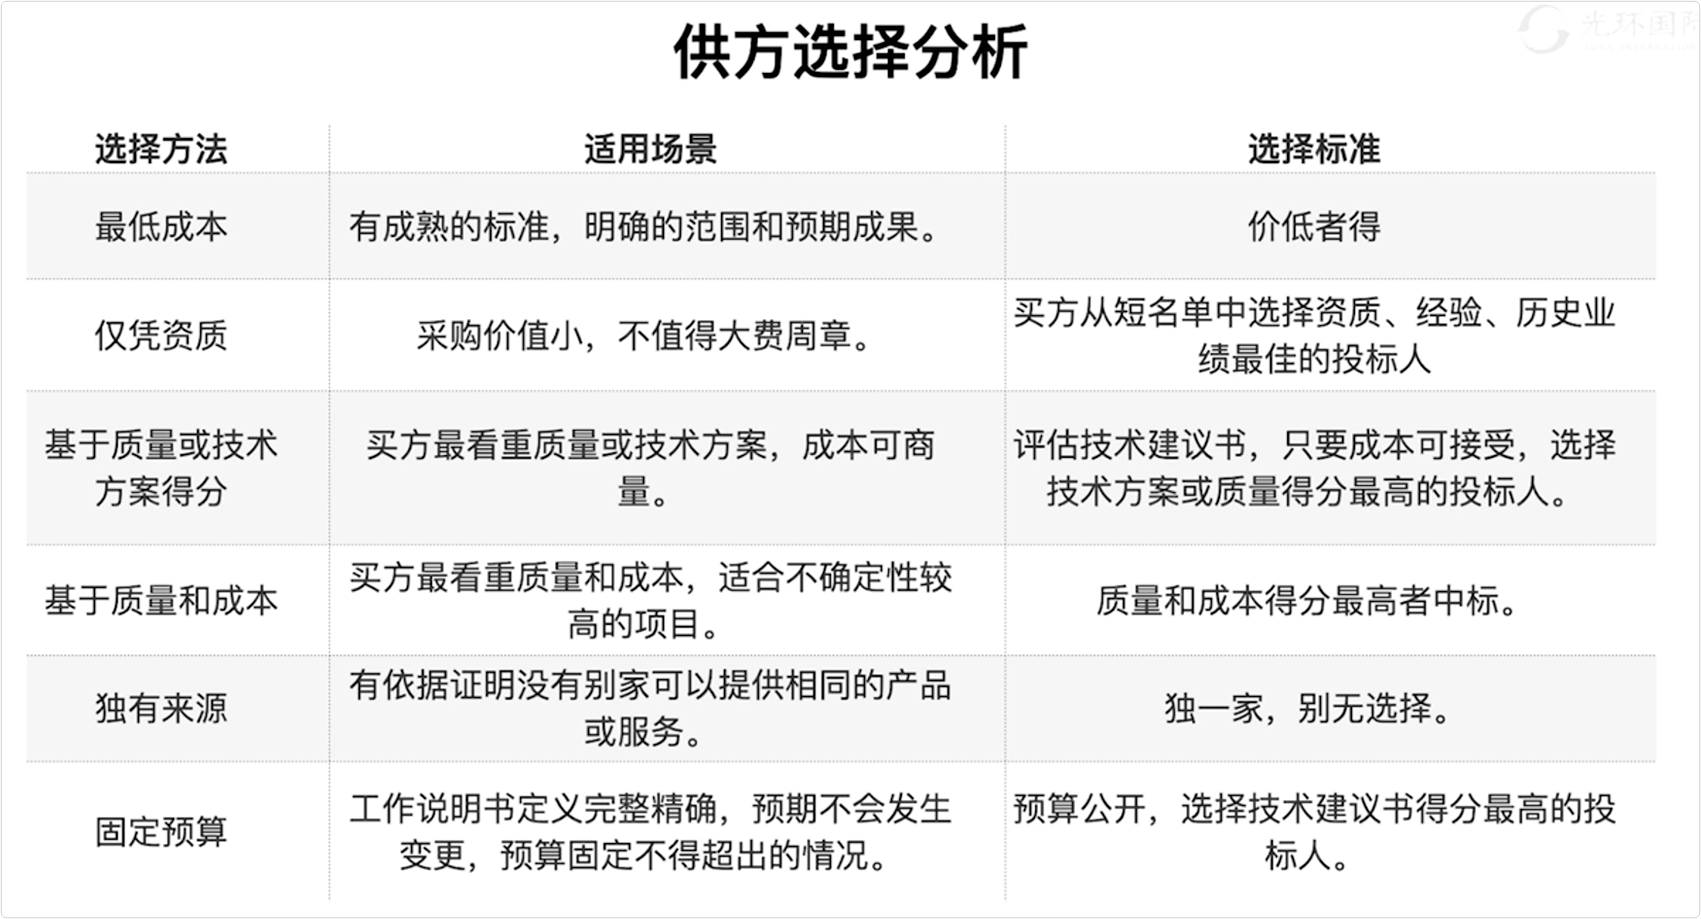 光环国际
供方选择分析
选择方法 适用场景 选择标准
最低成本 有成熟的标准，明确的范围和预期成果。 价低者得
仅凭资质 采购价值小，不值得大费周章。 买方从短名单中选择资质、经验、历史业
绩最佳的投标人
基于质量或技术
方案得分
买方最看重质量或技术方案，成本可商
量。
评估技术建议书，只要成本可接受，选择
技术方案或质量得分最高的投标人。
基于质量和成本
买方最看重质量和成本，适合不确定性较
高的项目。
质量和成本得分最高者中标。
独有来源
有依据证明没有别家可以提供相同的产品
或服务。
独一家，别无选择。
固定预算
工作说明书定义完整精确，预期不会发生
变更，预算固定不得超出的情况。
预算公开，选择技术建议书得分最高的投
标人。